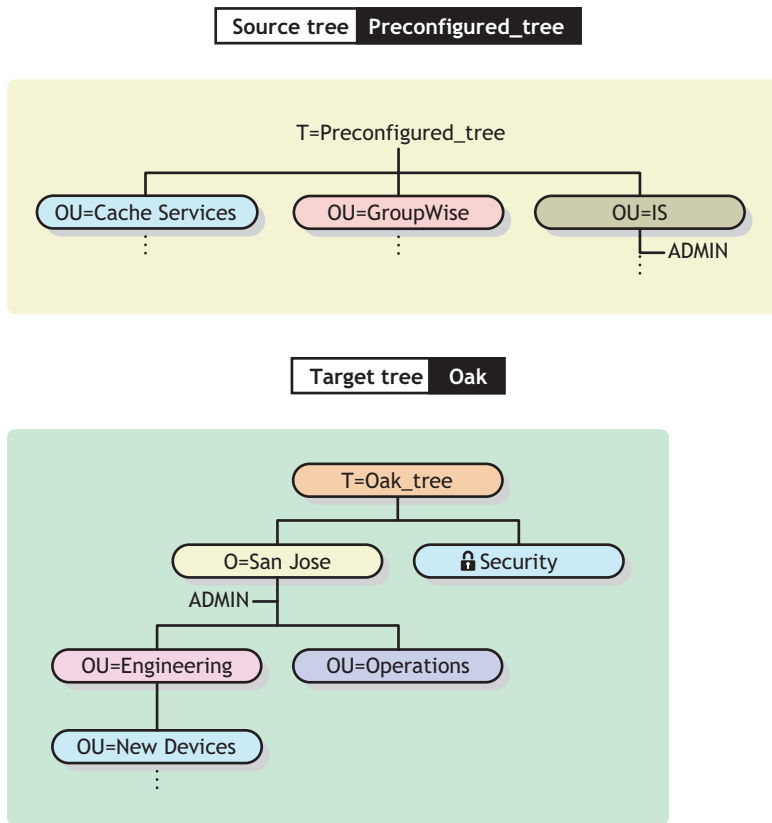 Source tree Preconfigured_tree
T=Preconfigured_tree
OU=Cache Services OU=GroupWise OU=IS
ADMIN
Target tree Oak
T=Oak_tree
O=San Jose Security
ADMIN
OU=Engineering OU=Operations
OU=New Devices